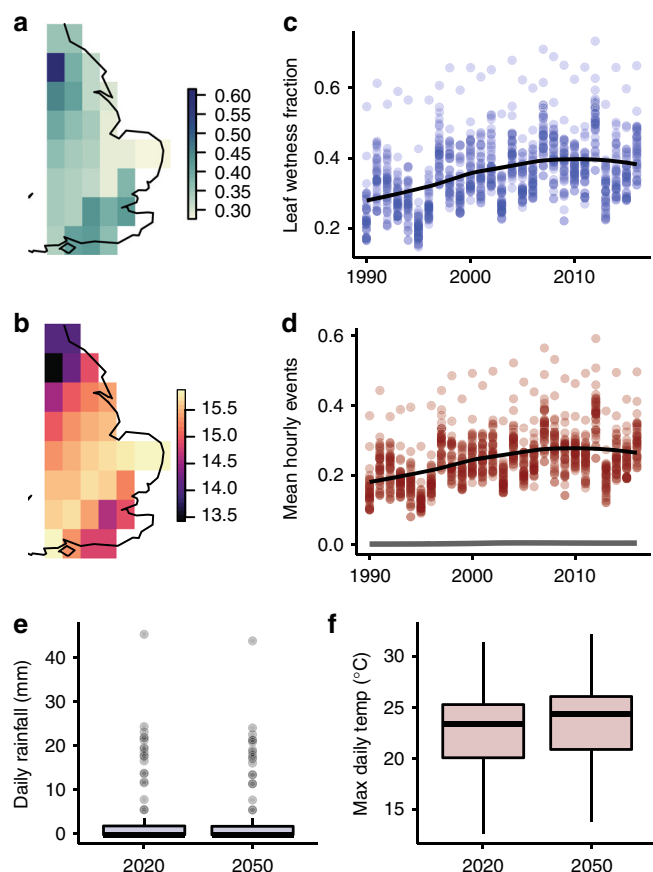 a
0.60
0.55
0.50
0.45
0.40
0.35
0.30
c
Leaf wetness fraction
0.6
0.4
0.2
1990 2000 2010
b
15.5
15.0
14.5
14.0
13.5
d
Mean hourly events
0.6
0.4
0.2
0.0
1990 2000 2010
e
Daily rainfall (mm)
40
30
20
10
0
2020 2050
f
Max daily temp (°C)
30
25
20
15
2020 2050